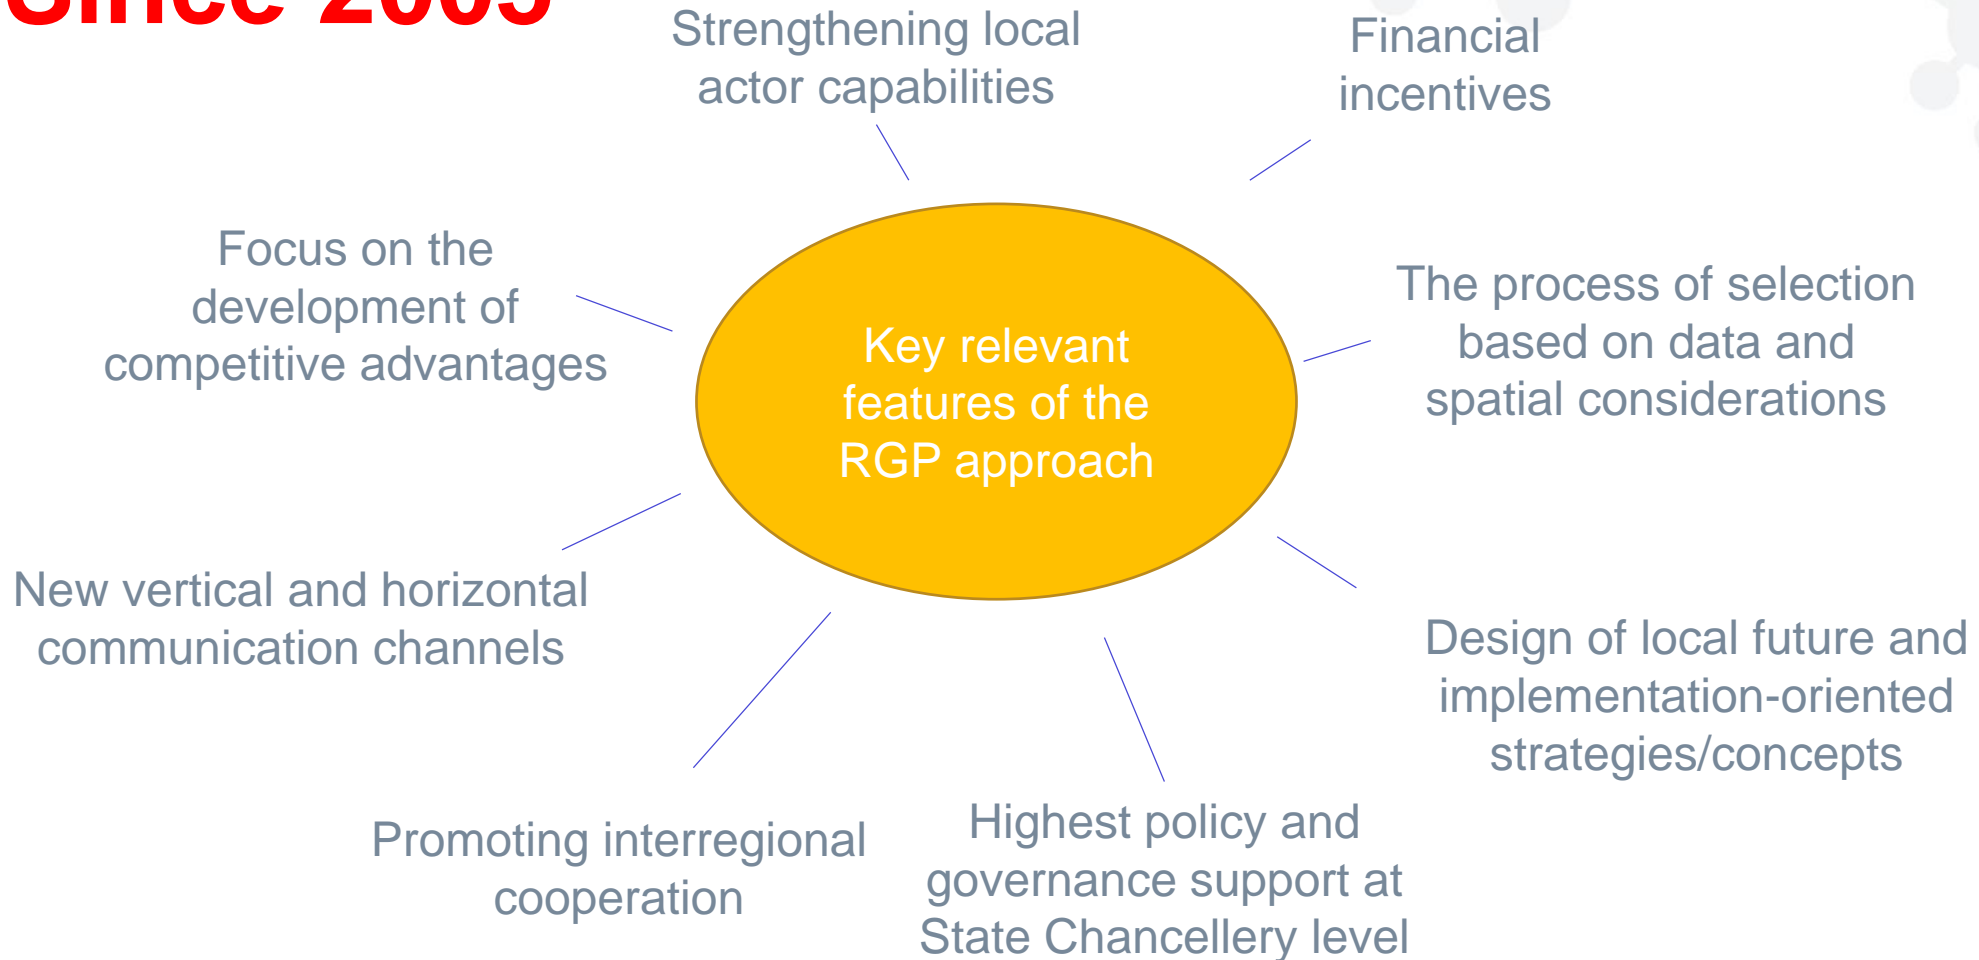 Since 2005
Strengthening local
actor capabilities
Financial
incentives
Focus on the
development of
competitive advantages
The process of selection
based on data and
spatial considerations
Key relevant
features of the
RGP approach
New vertical and horizontal
communication channels
Design of local future and
implementation-oriented
strategies/concepts
Promoting interregional
cooperation
Highest policy and
governance support at
State Chancellery level